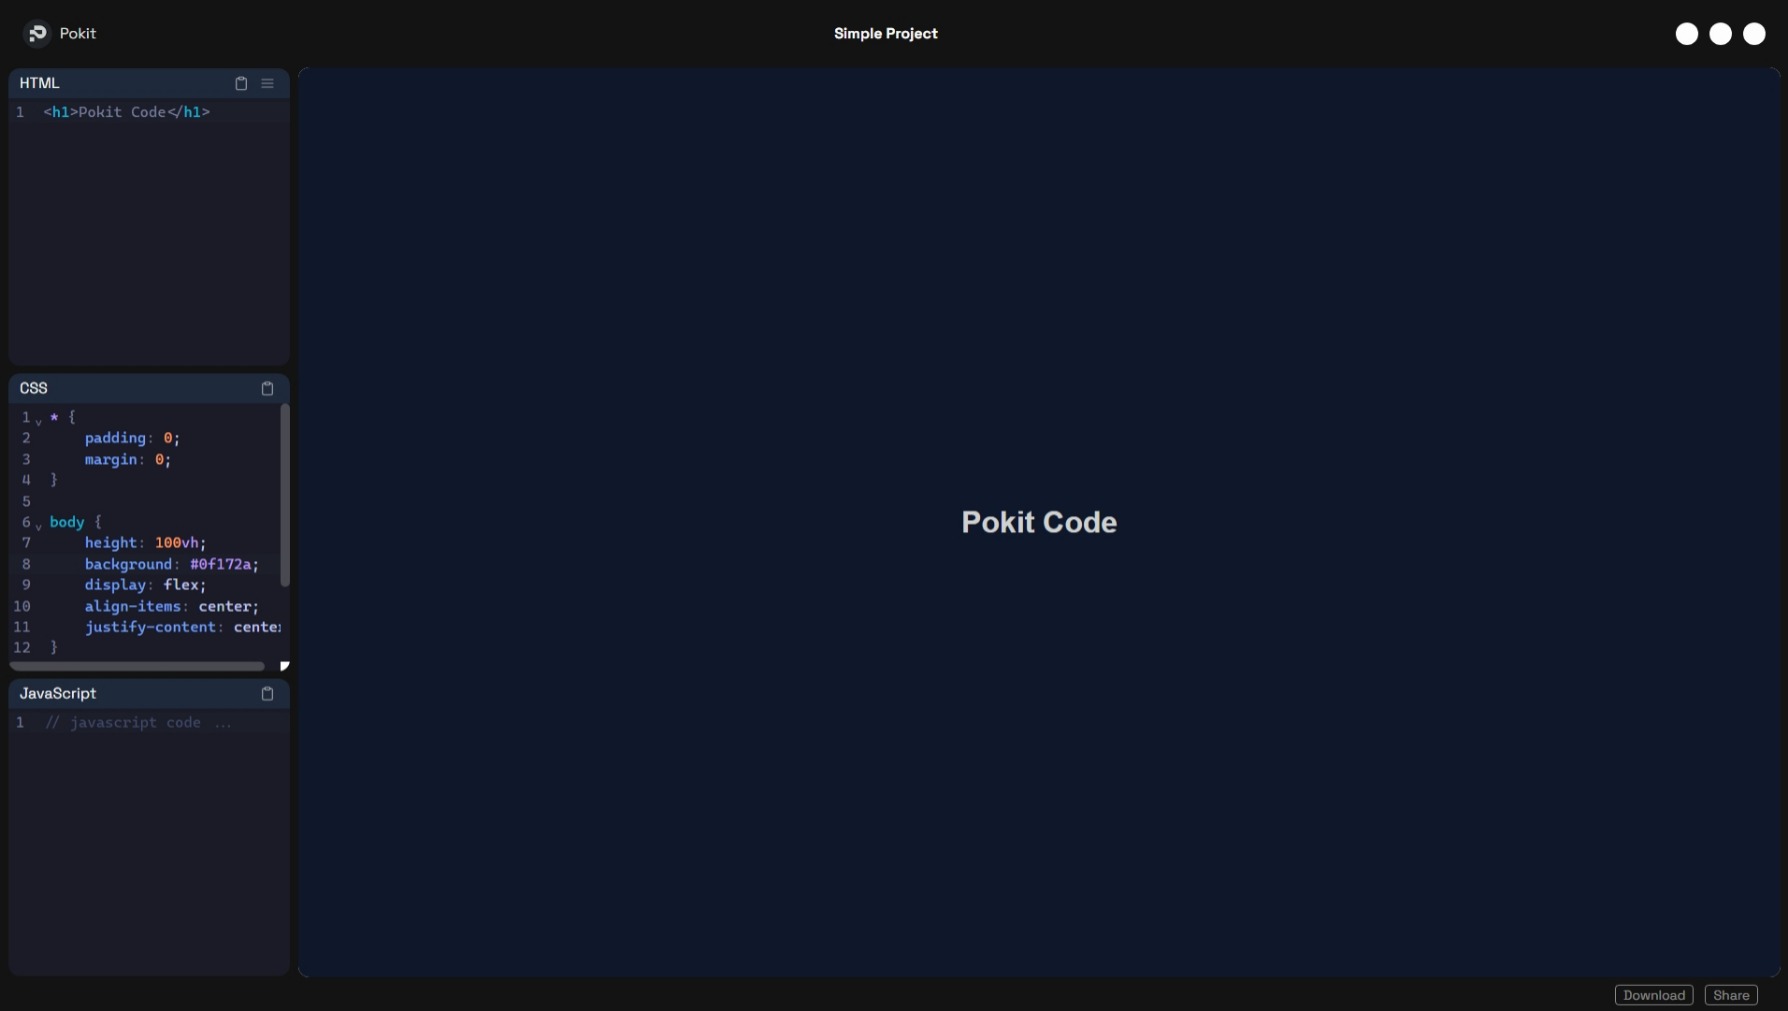 Pokit
Simple Project
HTML
1 <h1>Pokit Code</h1>
CSS
1 * {
2 padding: 0;
3 margin: 0;
4 }
5
6 body {
7 height: 100vh;
8 background: #0f172a;
9 display: flex;
10 align-items: center;
11 justify-content: cente
12 }
JavaScript
1 // javascript code ...
Pokit Code
Download Share